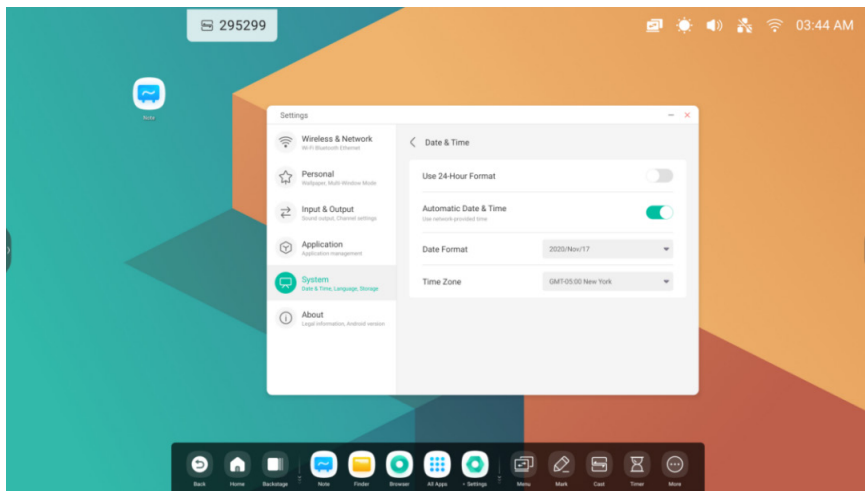 295299
03:44 AM
Note
Settings
Wireless & Network
Wi-Fi Bluetooth Ethernet
Personal
Wallpaper, Multi-Window Mode
Input & Output
Sound output, Channel settings
Application
Application management
System
Date & Time, Language, Storage
About
Legal information, Android version
Date & Time
Use 24-Hour Format
Automatic Date & Time
Use network-provided time
Date Format
2020/Nov/17
Time Zone
GMT-05:00 New York
Back
Home
Backstage
Note
Finder
Browser
All Apps
• Settings
Menu
Mark
Cast
Timer
More